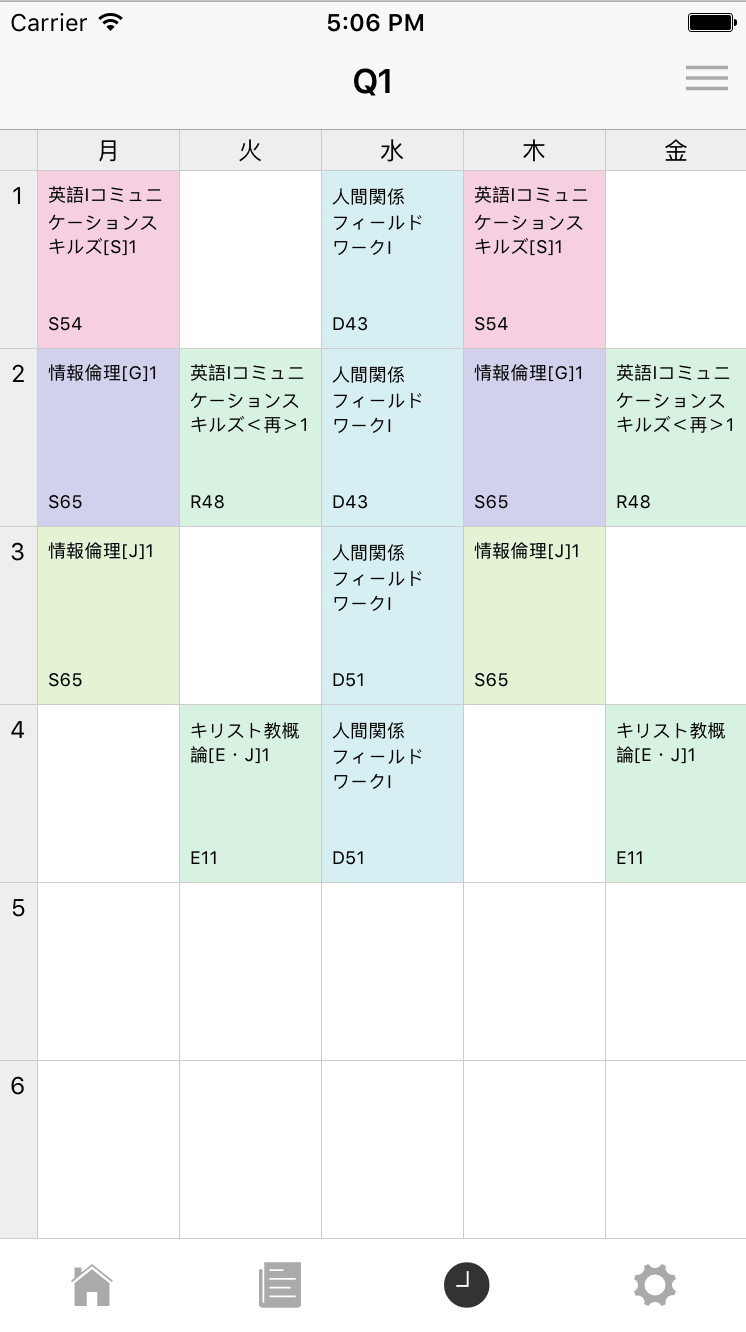 Carrier 5:06 PM
Q1
月 火 水 木 金
1
英語Iコミュニ
ケーションス
キルズ[S]1
S54
人間関係
フィールド
ワークI
D43
英語Iコミュニ
ケーションス
キルズ[S]1
S54
2
情報倫理[G]1
S65
英語Iコミュニ
ケーションス
キルズ＜再＞1
R48
人間関係
フィールド
ワークI
D43
情報倫理[G]1
S65
英語Iコミュニ
ケーションス
キルズ＜再＞1
R48
3
情報倫理[J]1
S65
人間関係
フィールド
ワークI
D51
情報倫理[J]1
S65
4
キリスト教概
論[E・J]1
E11
人間関係
フィールド
ワークI
D51
キリスト教概
論[E・J]1
E11
5
6